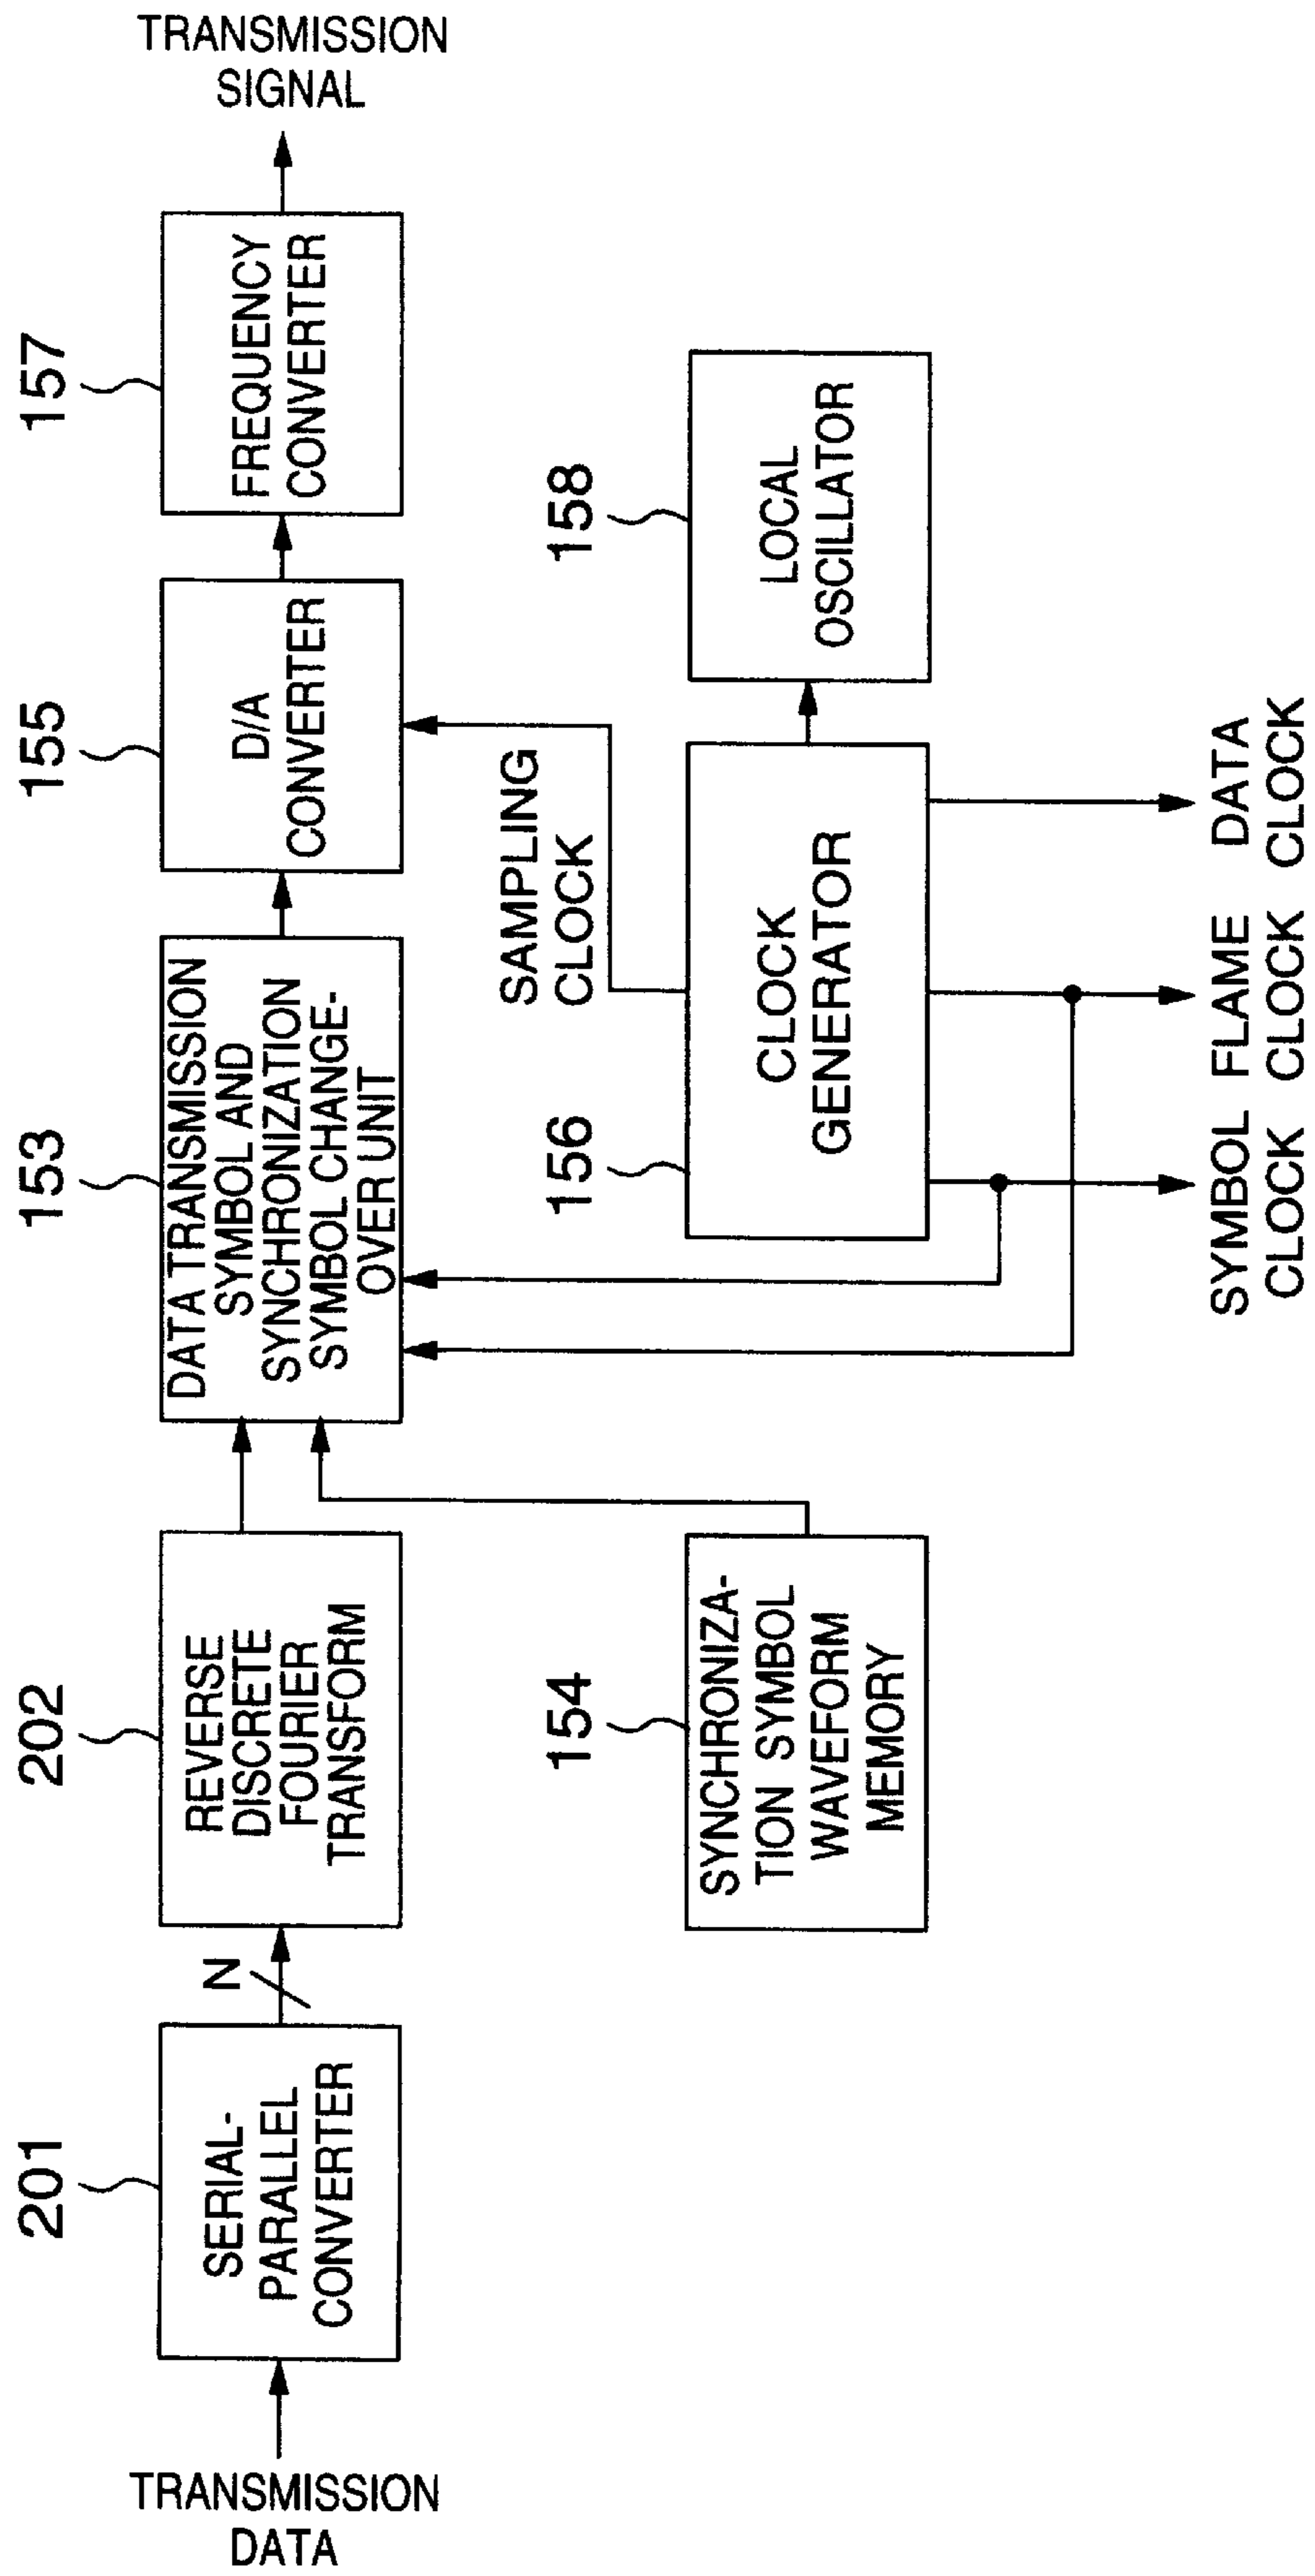 TRANSMISSION
DATA
201
SERIAL-
PARALLEL
CONVERTER
N
202
REVERSE
DISCRETE
FOURIER
TRANSFORM
153
DATA TRANSMISSION
SYMBOL AND
SYNCHRONIZATION
SYMBOL CHANGE-
OVER UNIT
155
D/A
CONVERTER
157
FREQUENCY
CONVERTER
TRANSMISSION
SIGNAL
154
SYNCHRONIZA-
TION SYMBOL
WAVEFORM
MEMORY
156
CLOCK
GENERATOR
SAMPLING
CLOCK
158
LOCAL
OSCILLATOR
SYMBOL
CLOCK
FLAME
CLOCK
DATA
CLOCK